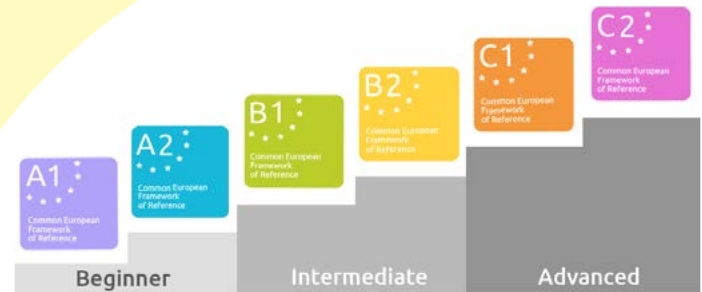 A1
Common European
Framework
of Reference
A2
Common European
Framework
of Reference
B1
Common European
Framework
of Reference
B2
Common European
Framework
of Reference
C1
Common European
Framework
of Reference
C2
Common European
Framework
of Reference
Beginner
Intermediate
Advanced